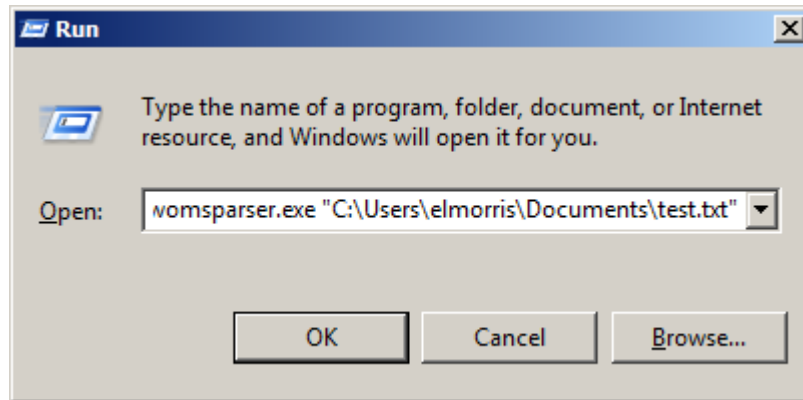 Run
Type the name of a program, folder, document, or Internet
resource, and Windows will open it for you.
Open: womsparser.exe "C:\Users\elmorris\Documents\test.txt"
OK Cancel Browse...